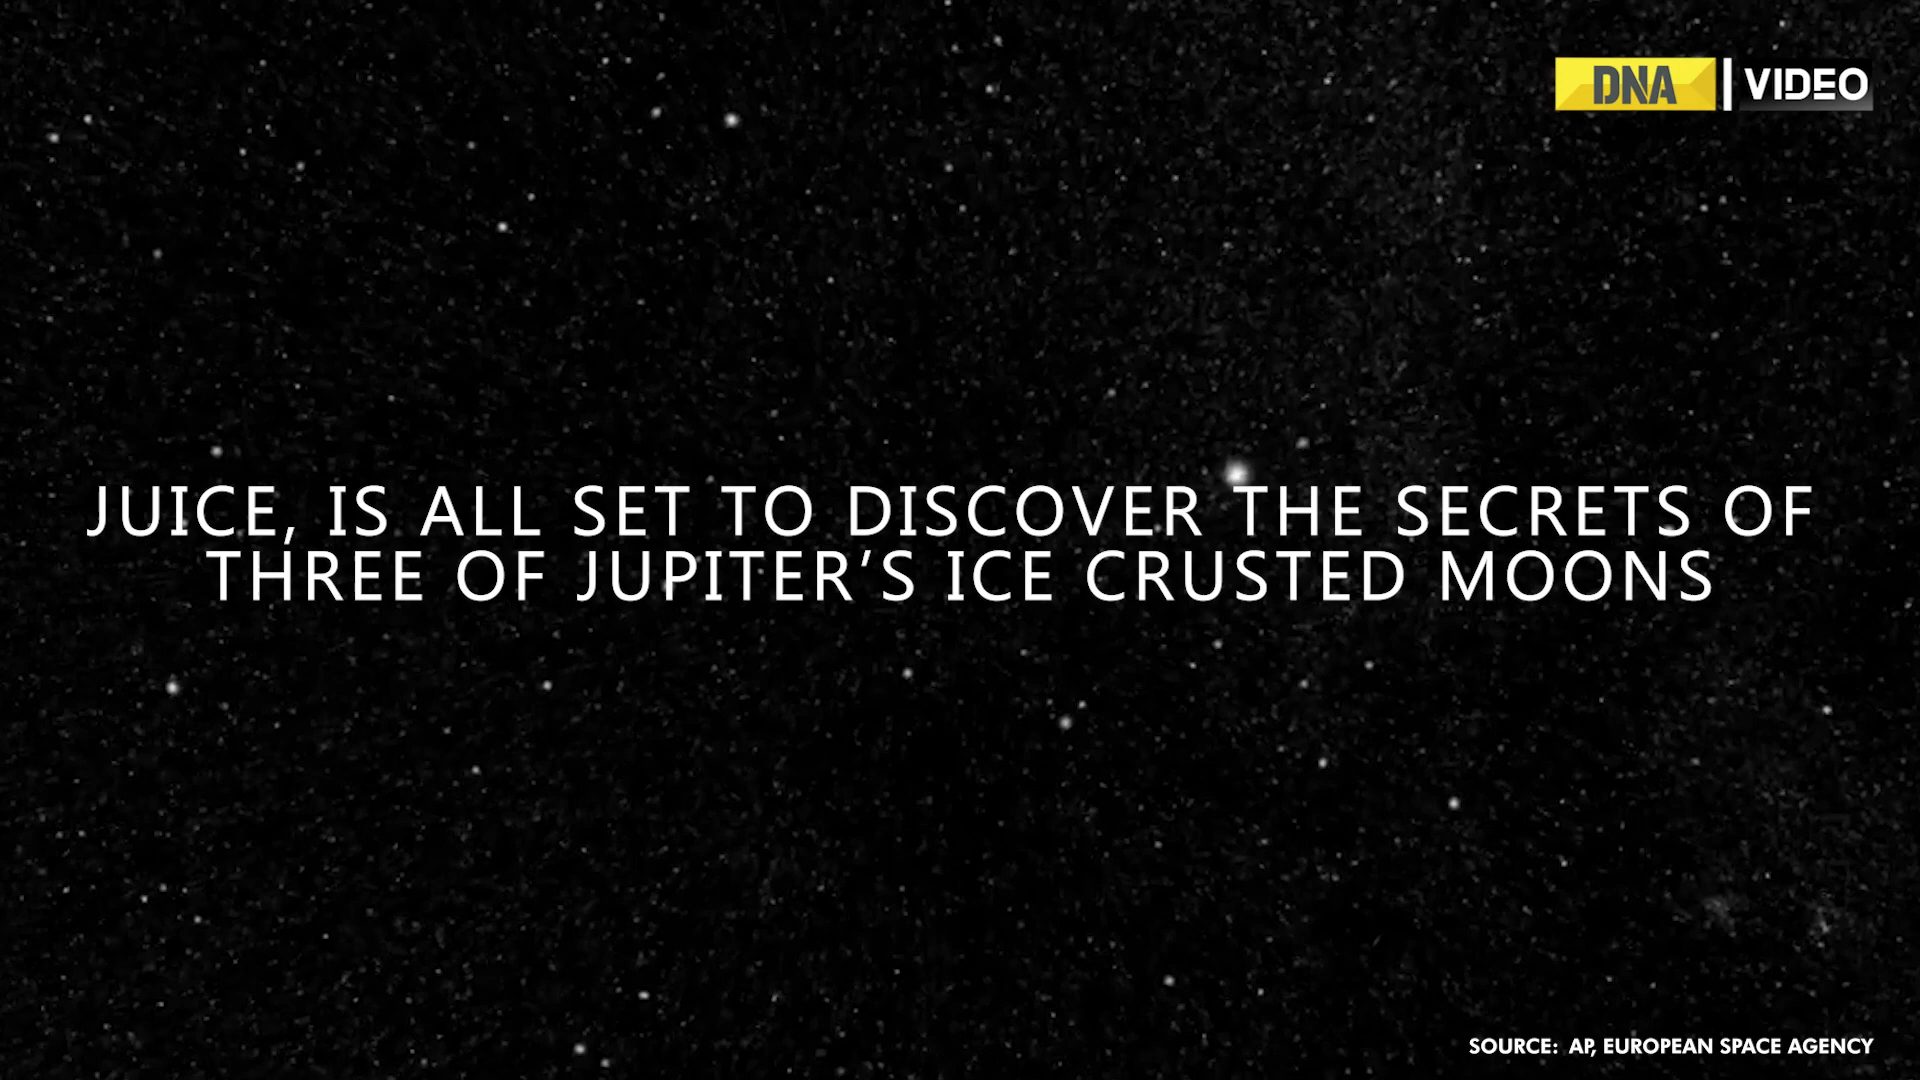 DNA VIDEO
JUICE, IS ALL SET TO DISCOVER THE SECRETS OF
THREE OF JUPITER’S ICE CRUSTED MOONS
SOURCE: AP, EUROPEAN SPACE AGENCY